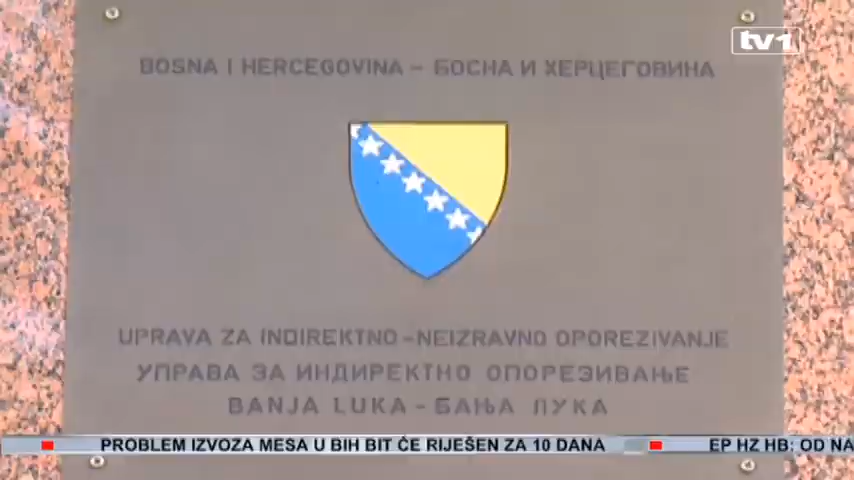 tv1
BOSNA I HERCEGOVINA – БОСНА И ХЕРЦЕГОВИНА
UPRAVA ZA INDIREKTNO – NEIZRAVNO OPOREZIVANJE
УПРАВА ЗА ИНДИРЕКТНО ОПОРЕЗИВАЊЕ
BANJA LUKA – БАЊА ЛУКА
PROBLEM IZVOZA MESA U BIH BIT ĆE RIJEŠEN ZA 10 DANA EP HZ HB: OD NA